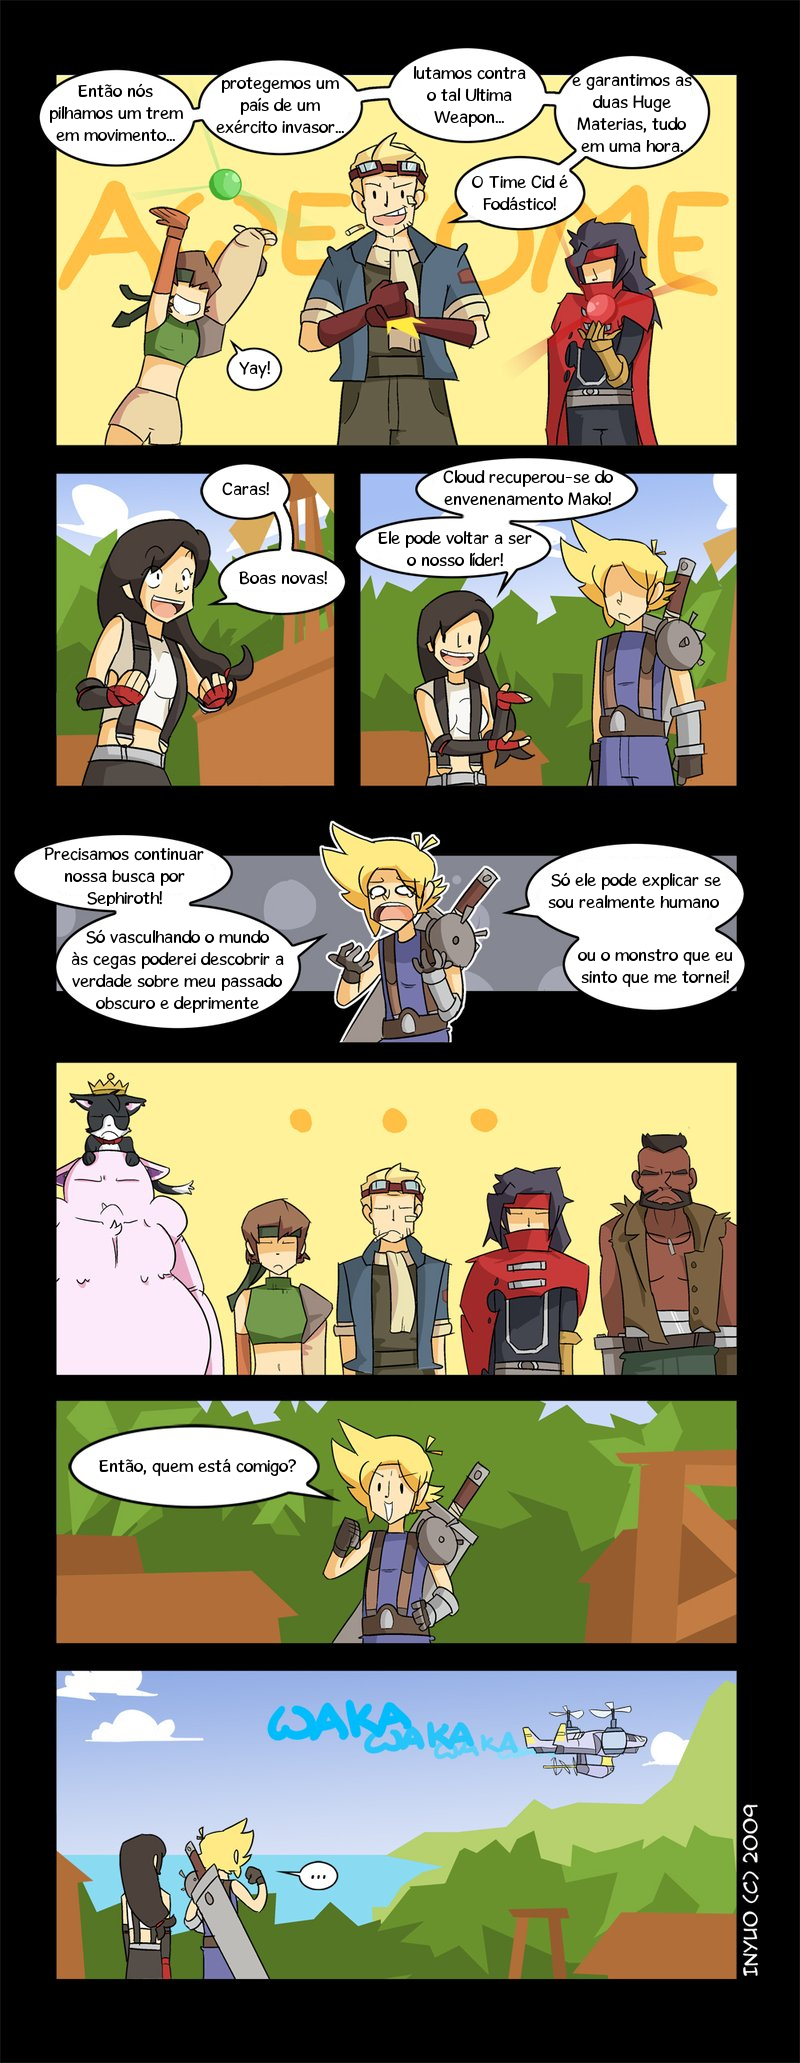 Então nós
pilhamos um trem
em movimento...
protegemos um
país de um
exército invasor...
lutamos contra
o tal Ultima
Weapon...
e garantimos as
duas Huge
Materias, tudo
em uma hora.
O Time Cid é
Fodástico!
AWESOME
Yay!
Caras!
Boas novas!
Cloud recuperou-se do
envenenamento Mako!
Ele pode voltar a ser
o nosso líder!
Precisamos continuar
nossa busca por
Sephiroth!
Só vasculhando o mundo
às cegas poderei descobrir a
verdade sobre meu passado
obscuro e deprimente
Só ele pode explicar se
sou realmente humano
ou o monstro que eu
sinto que me tornei!
...
Então, quem está comigo?
WAKA
WAKA
WAKA
...
INYUO (C) 2009